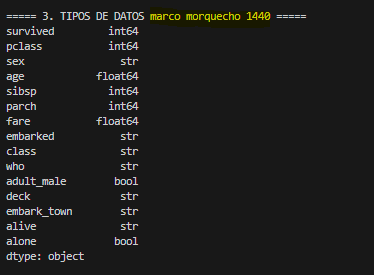 ===== 3. TIPOS DE DATOS marco morquecho 1440 =====
survived int64
pclass int64
sex str
age float64
sibsp int64
parch int64
fare float64
embarked str
class str
who str
adult_male bool
deck str
embark_town str
alive str
alone bool
dtype: object